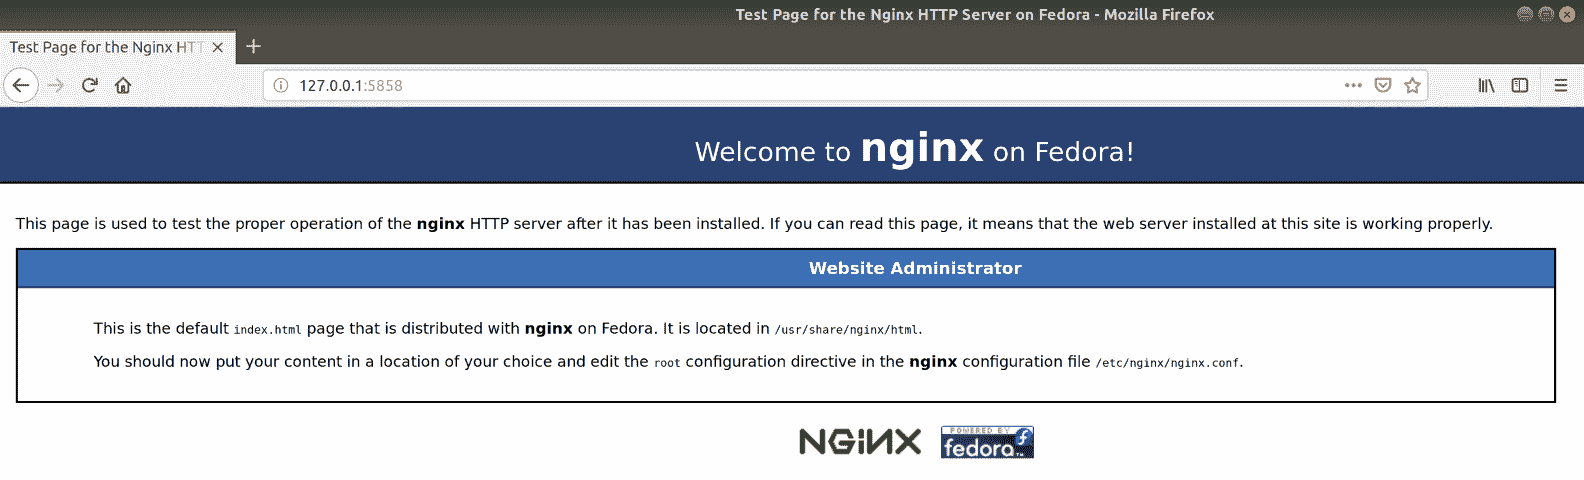 Test Page for the Nginx HTTP Server on Fedora - Mozilla Firefox
Test Page for the Nginx HTT
127.0.0.1:5858
Welcome to nginx on Fedora!
This page is used to test the proper operation of the nginx HTTP server after it has been installed. If you can read this page, it means that the web server installed at this site is working properly.
Website Administrator
This is the default index.html page that is distributed with nginx on Fedora. It is located in /usr/share/nginx/html.
You should now put your content in a location of your choice and edit the root configuration directive in the nginx configuration file /etc/nginx/nginx.conf.
NGINX
POWERED BY
fedora